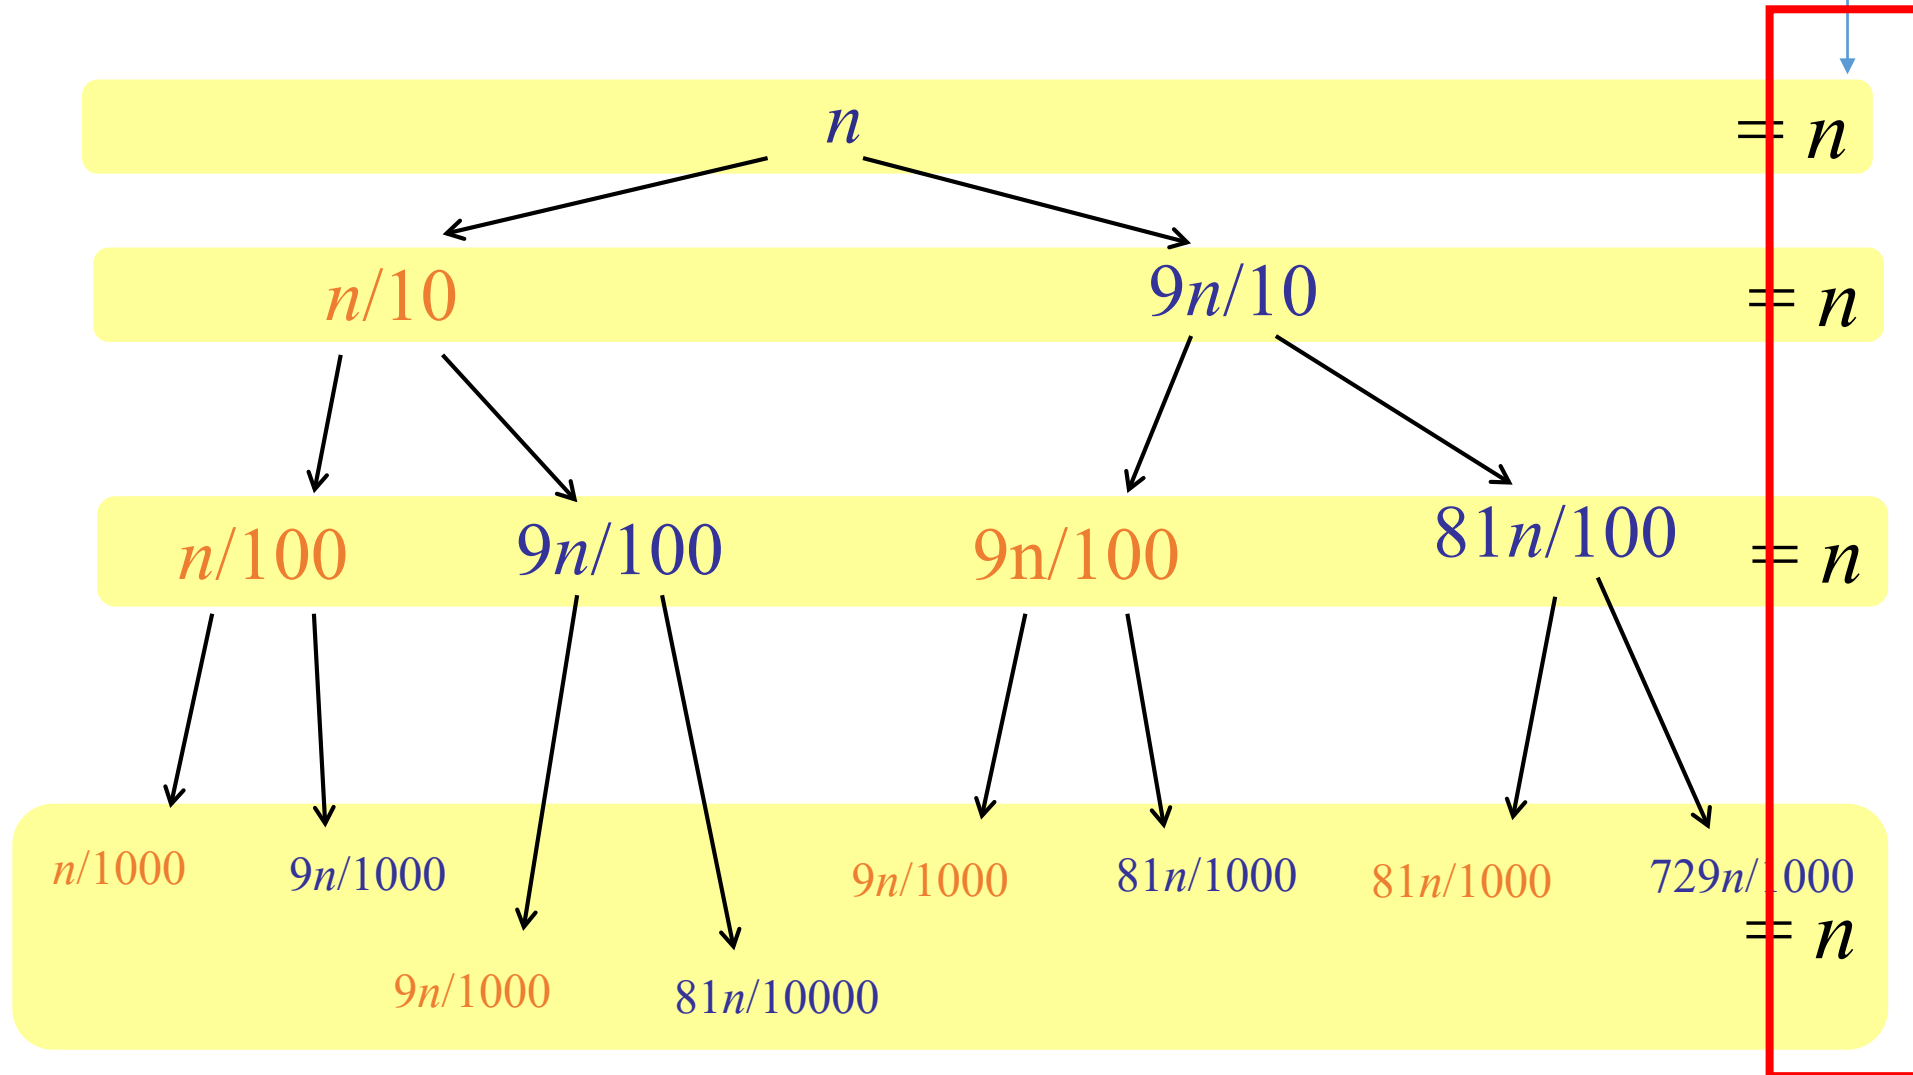 n = n
n/10 9n/10 = n
n/100 9n/100 9n/100 81n/100 = n
n/1000 9n/1000 9n/1000 81n/1000 81n/1000 729n/1000
= n
9n/1000 81n/10000